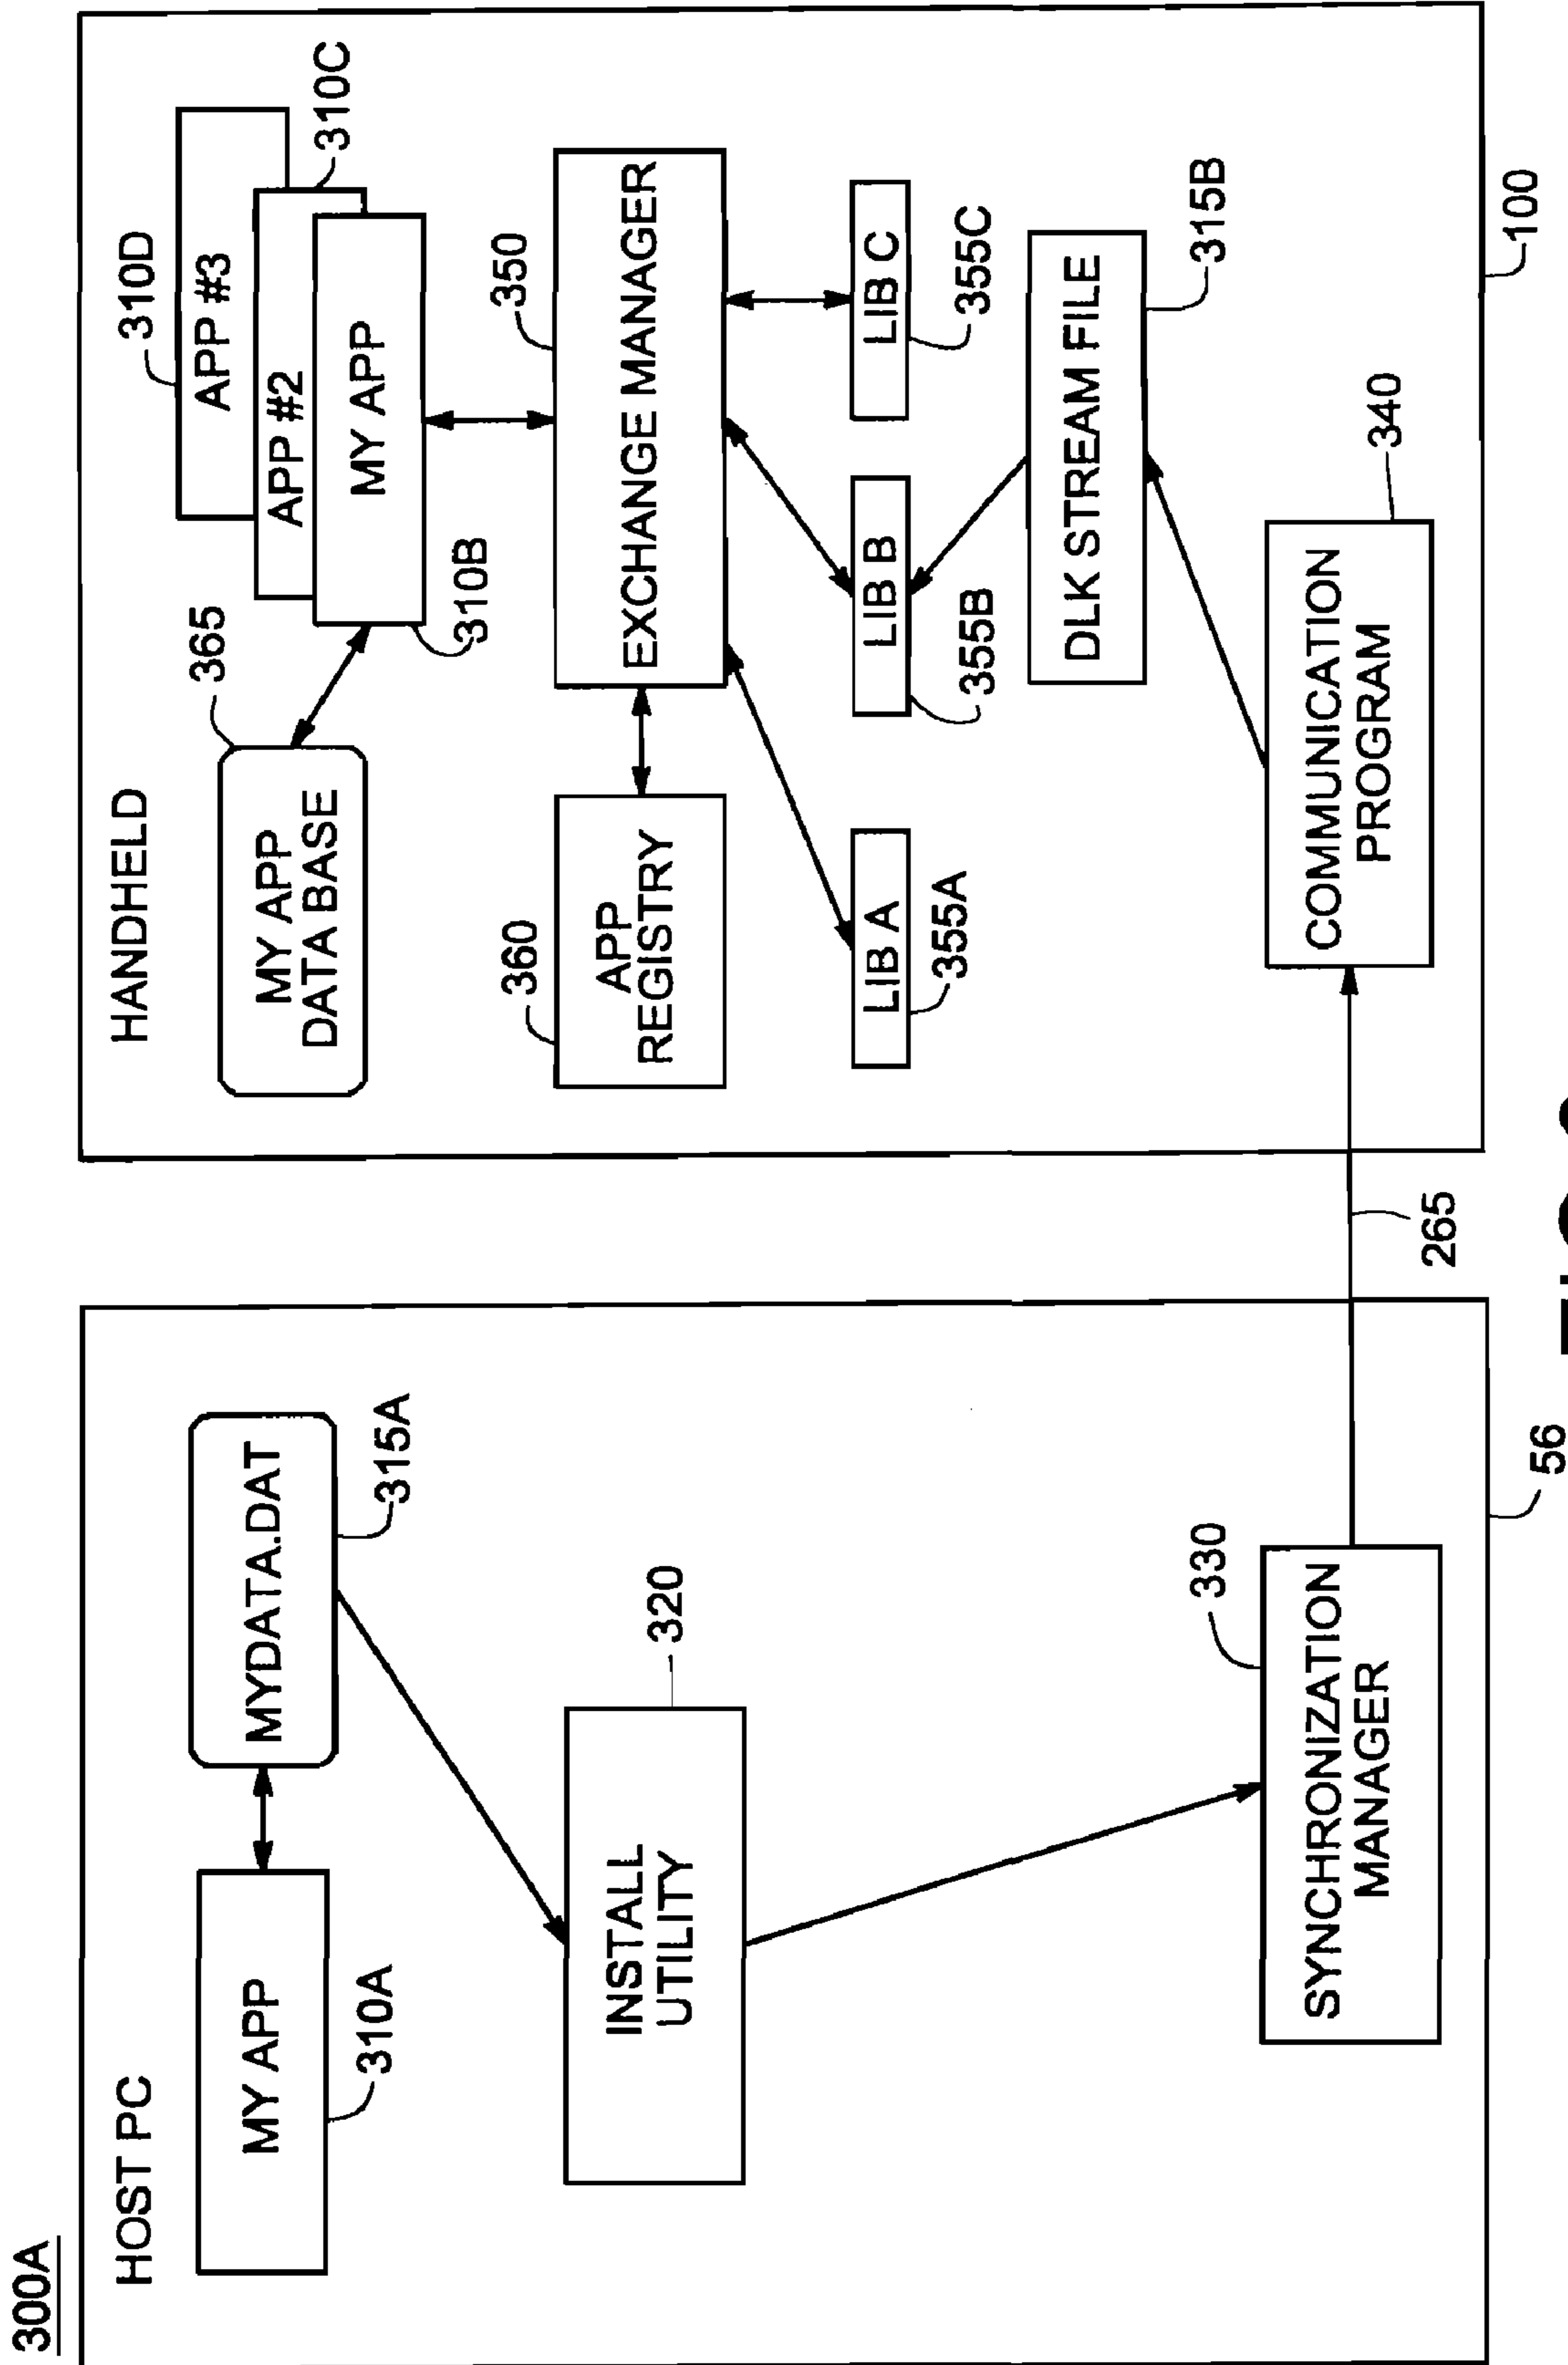 300A
HOST PC
MY APP
310A
MYDATA.DAT
315A
INSTALL
UTILITY
320
SYNCHRONIZATION
MANAGER
330
56
265
HANDHELD
MY APP
DATA BASE
365
APP #3
310D
APP #2
310C
MY APP
310B
APP
REGISTRY
360
EXCHANGE MANAGER
350
LIB A
355A
LIB B
355B
LIB C
355C
DLK STREAM FILE
315B
COMMUNICATION
PROGRAM
340
100